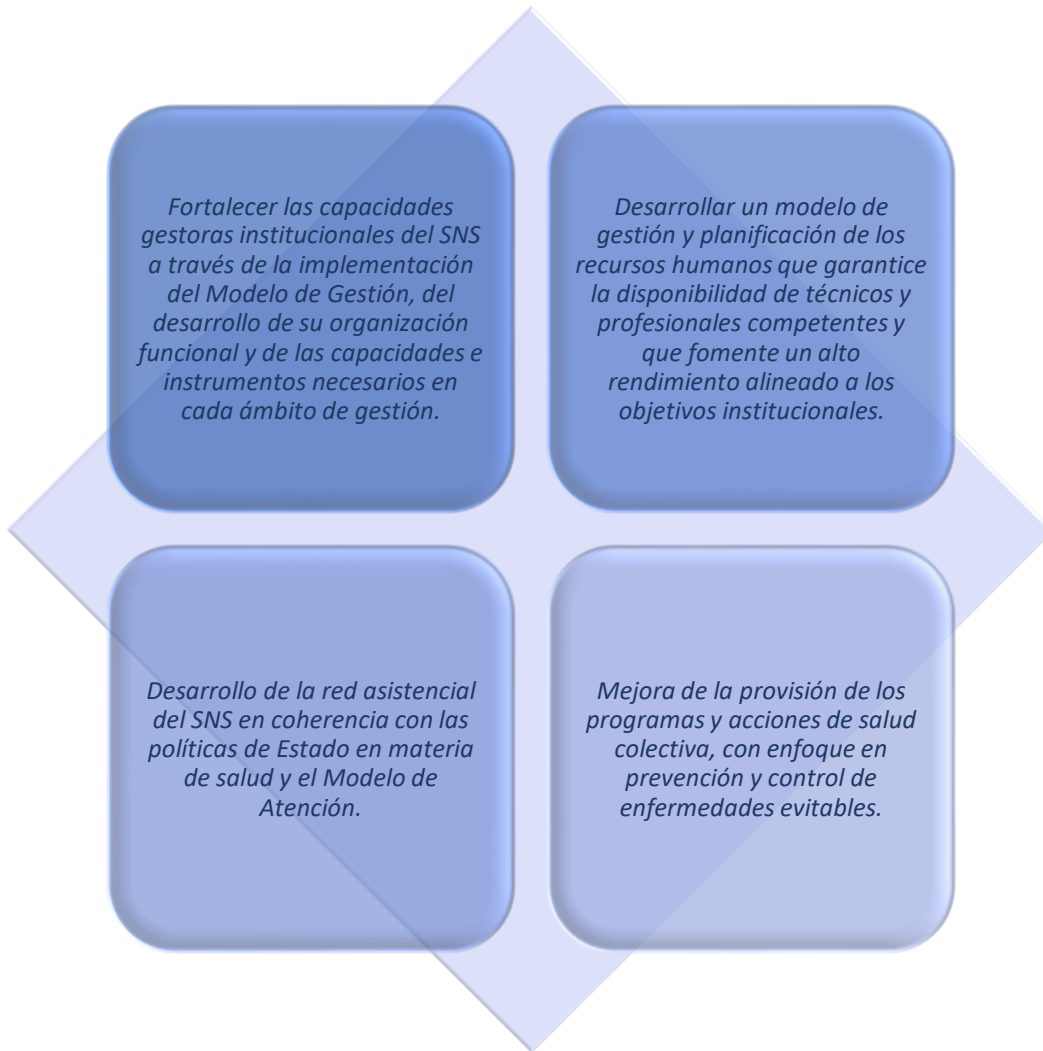 Fortalecer las capacidades
gestoras institucionales del SNS
a través de la implementación
del Modelo de Gestión, del
desarrollo de su organización
funcional y de las capacidades e
instrumentos necesarios en
cada ámbito de gestión.
Desarrollar un modelo de
gestión y planificación de los
recursos humanos que garantice
la disponibilidad de técnicos y
profesionales competentes y
que fomente un alto
rendimiento alineado a los
objetivos institucionales.
Desarrollo de la red asistencial
del SNS en coherencia con las
políticas de Estado en materia
de salud y el Modelo de
Atención.
Mejora de la provisión de los
programas y acciones de salud
colectiva, con enfoque en
prevención y control de
enfermedades evitables.